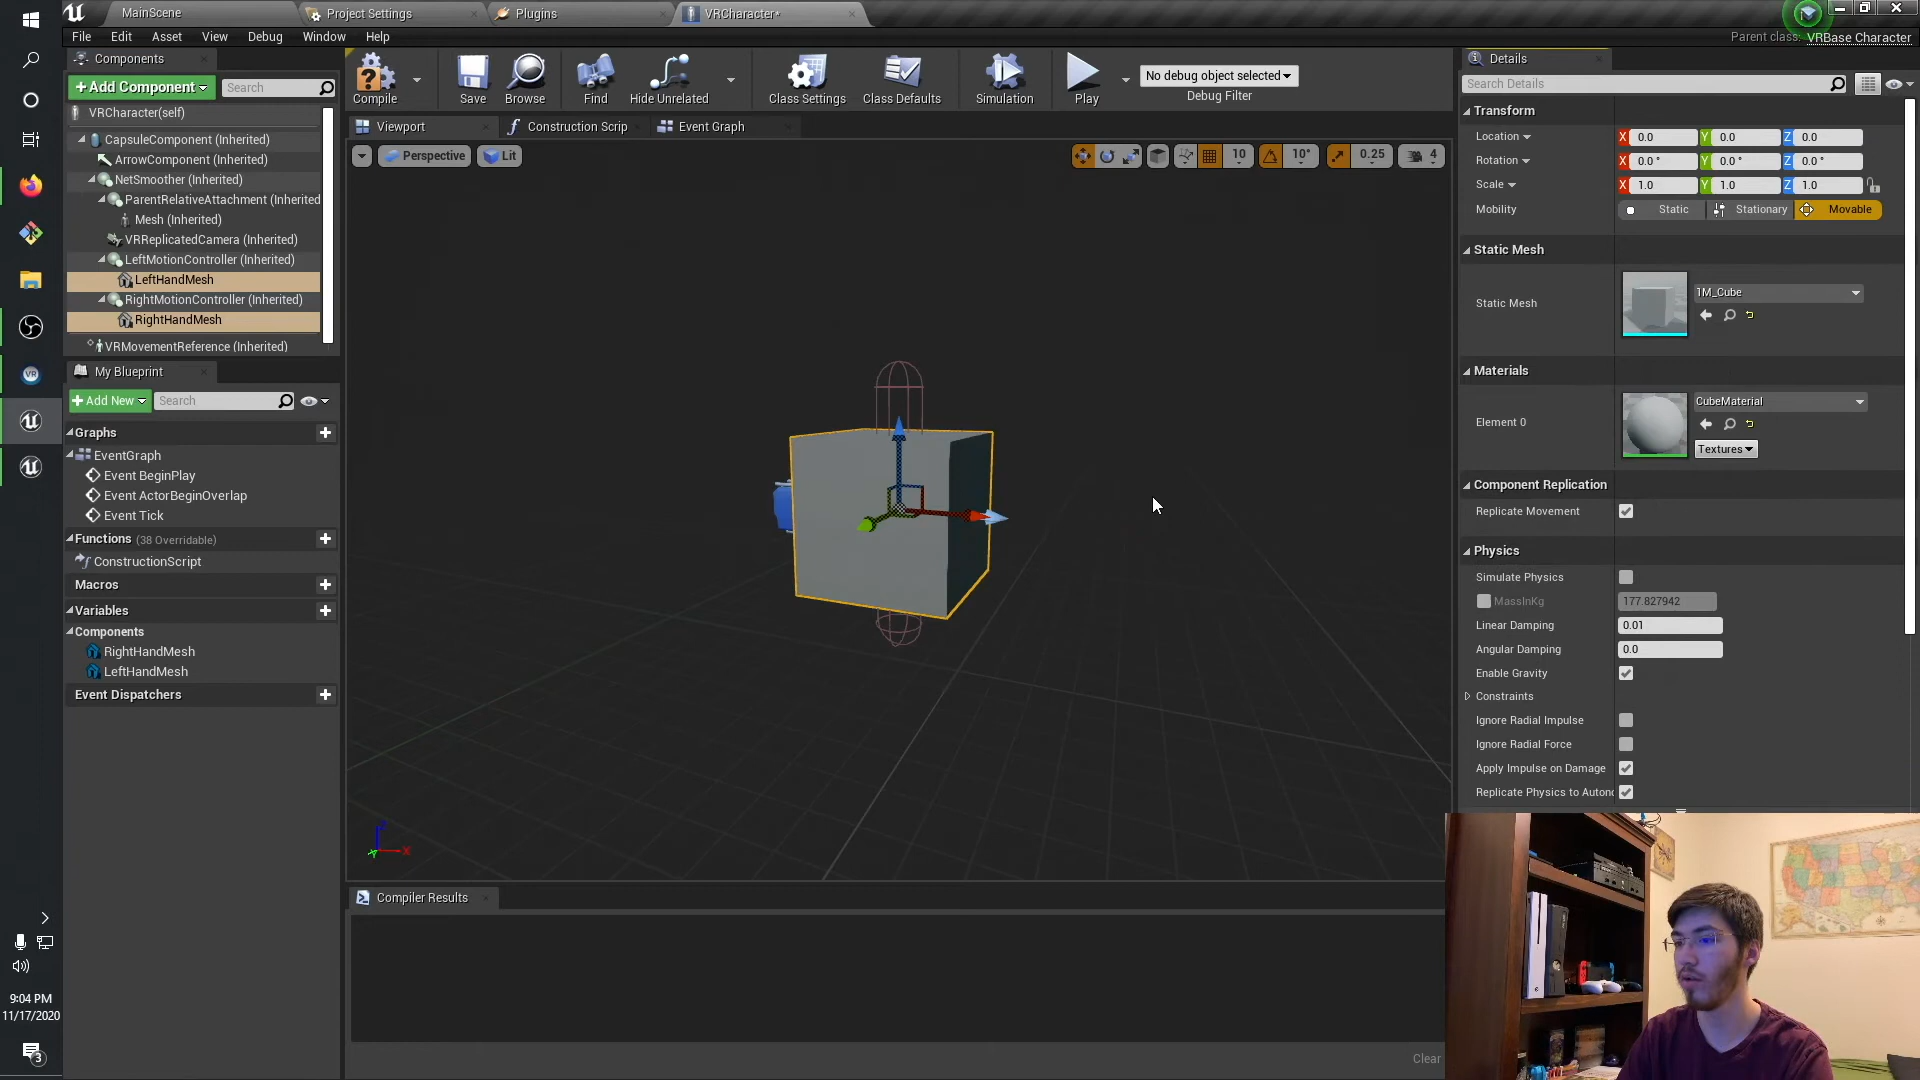 MainScene
Project Settings
Plugins
VRCharacter*
File Edit Asset View Debug Window Help
Parent class: VRBase Character
Components
+Add Component
Search
VRCharacter(self)
CapsuleComponent (Inherited)
ArrowComponent (Inherited)
NetSmoother (Inherited)
ParentRelativeAttachment (Inherited
Mesh (Inherited)
VRReplicatedCamera (Inherited)
LeftMotionController (Inherited)
LeftHandMesh
RightMotionController (Inherited)
RightHandMesh
VRMovementReference (Inherited)
My Blueprint
+Add New
Search
Graphs
EventGraph
Event BeginPlay
Event ActorBeginOverlap
Event Tick
Functions (38 Overridable)
ConstructionScript
Macros
Variables
Components
RightHandMesh
LeftHandMesh
Event Dispatchers
Compile
Save
Browse
Find
Hide Unrelated
Class Settings
Class Defaults
Simulation
Play
No debug object selected
Debug Filter
Viewport
Construction Scrip
Event Graph
Perspective
Lit
10
10°
0.25
4
Z
X
Y
Compiler Results
Clear
Details
Search Details
Transform
Location X 0.0 Y 0.0 Z 0.0
Rotation X 0.0 ° Y 0.0 ° Z 0.0 °
Scale X 1.0 Y 1.0 Z 1.0
Mobility Static Stationary Movable
Static Mesh
Static Mesh 1M_Cube
Materials
Element 0 CubeMaterial
Textures
Component Replication
Replicate Movement
Physics
Simulate Physics
MassInKg 177.827942
Linear Damping 0.01
Angular Damping 0.0
Enable Gravity
Constraints
Ignore Radial Impulse
Ignore Radial Force
Apply Impulse on Damage
Replicate Physics to Autono
VR
9:04 PM
11/17/2020
3